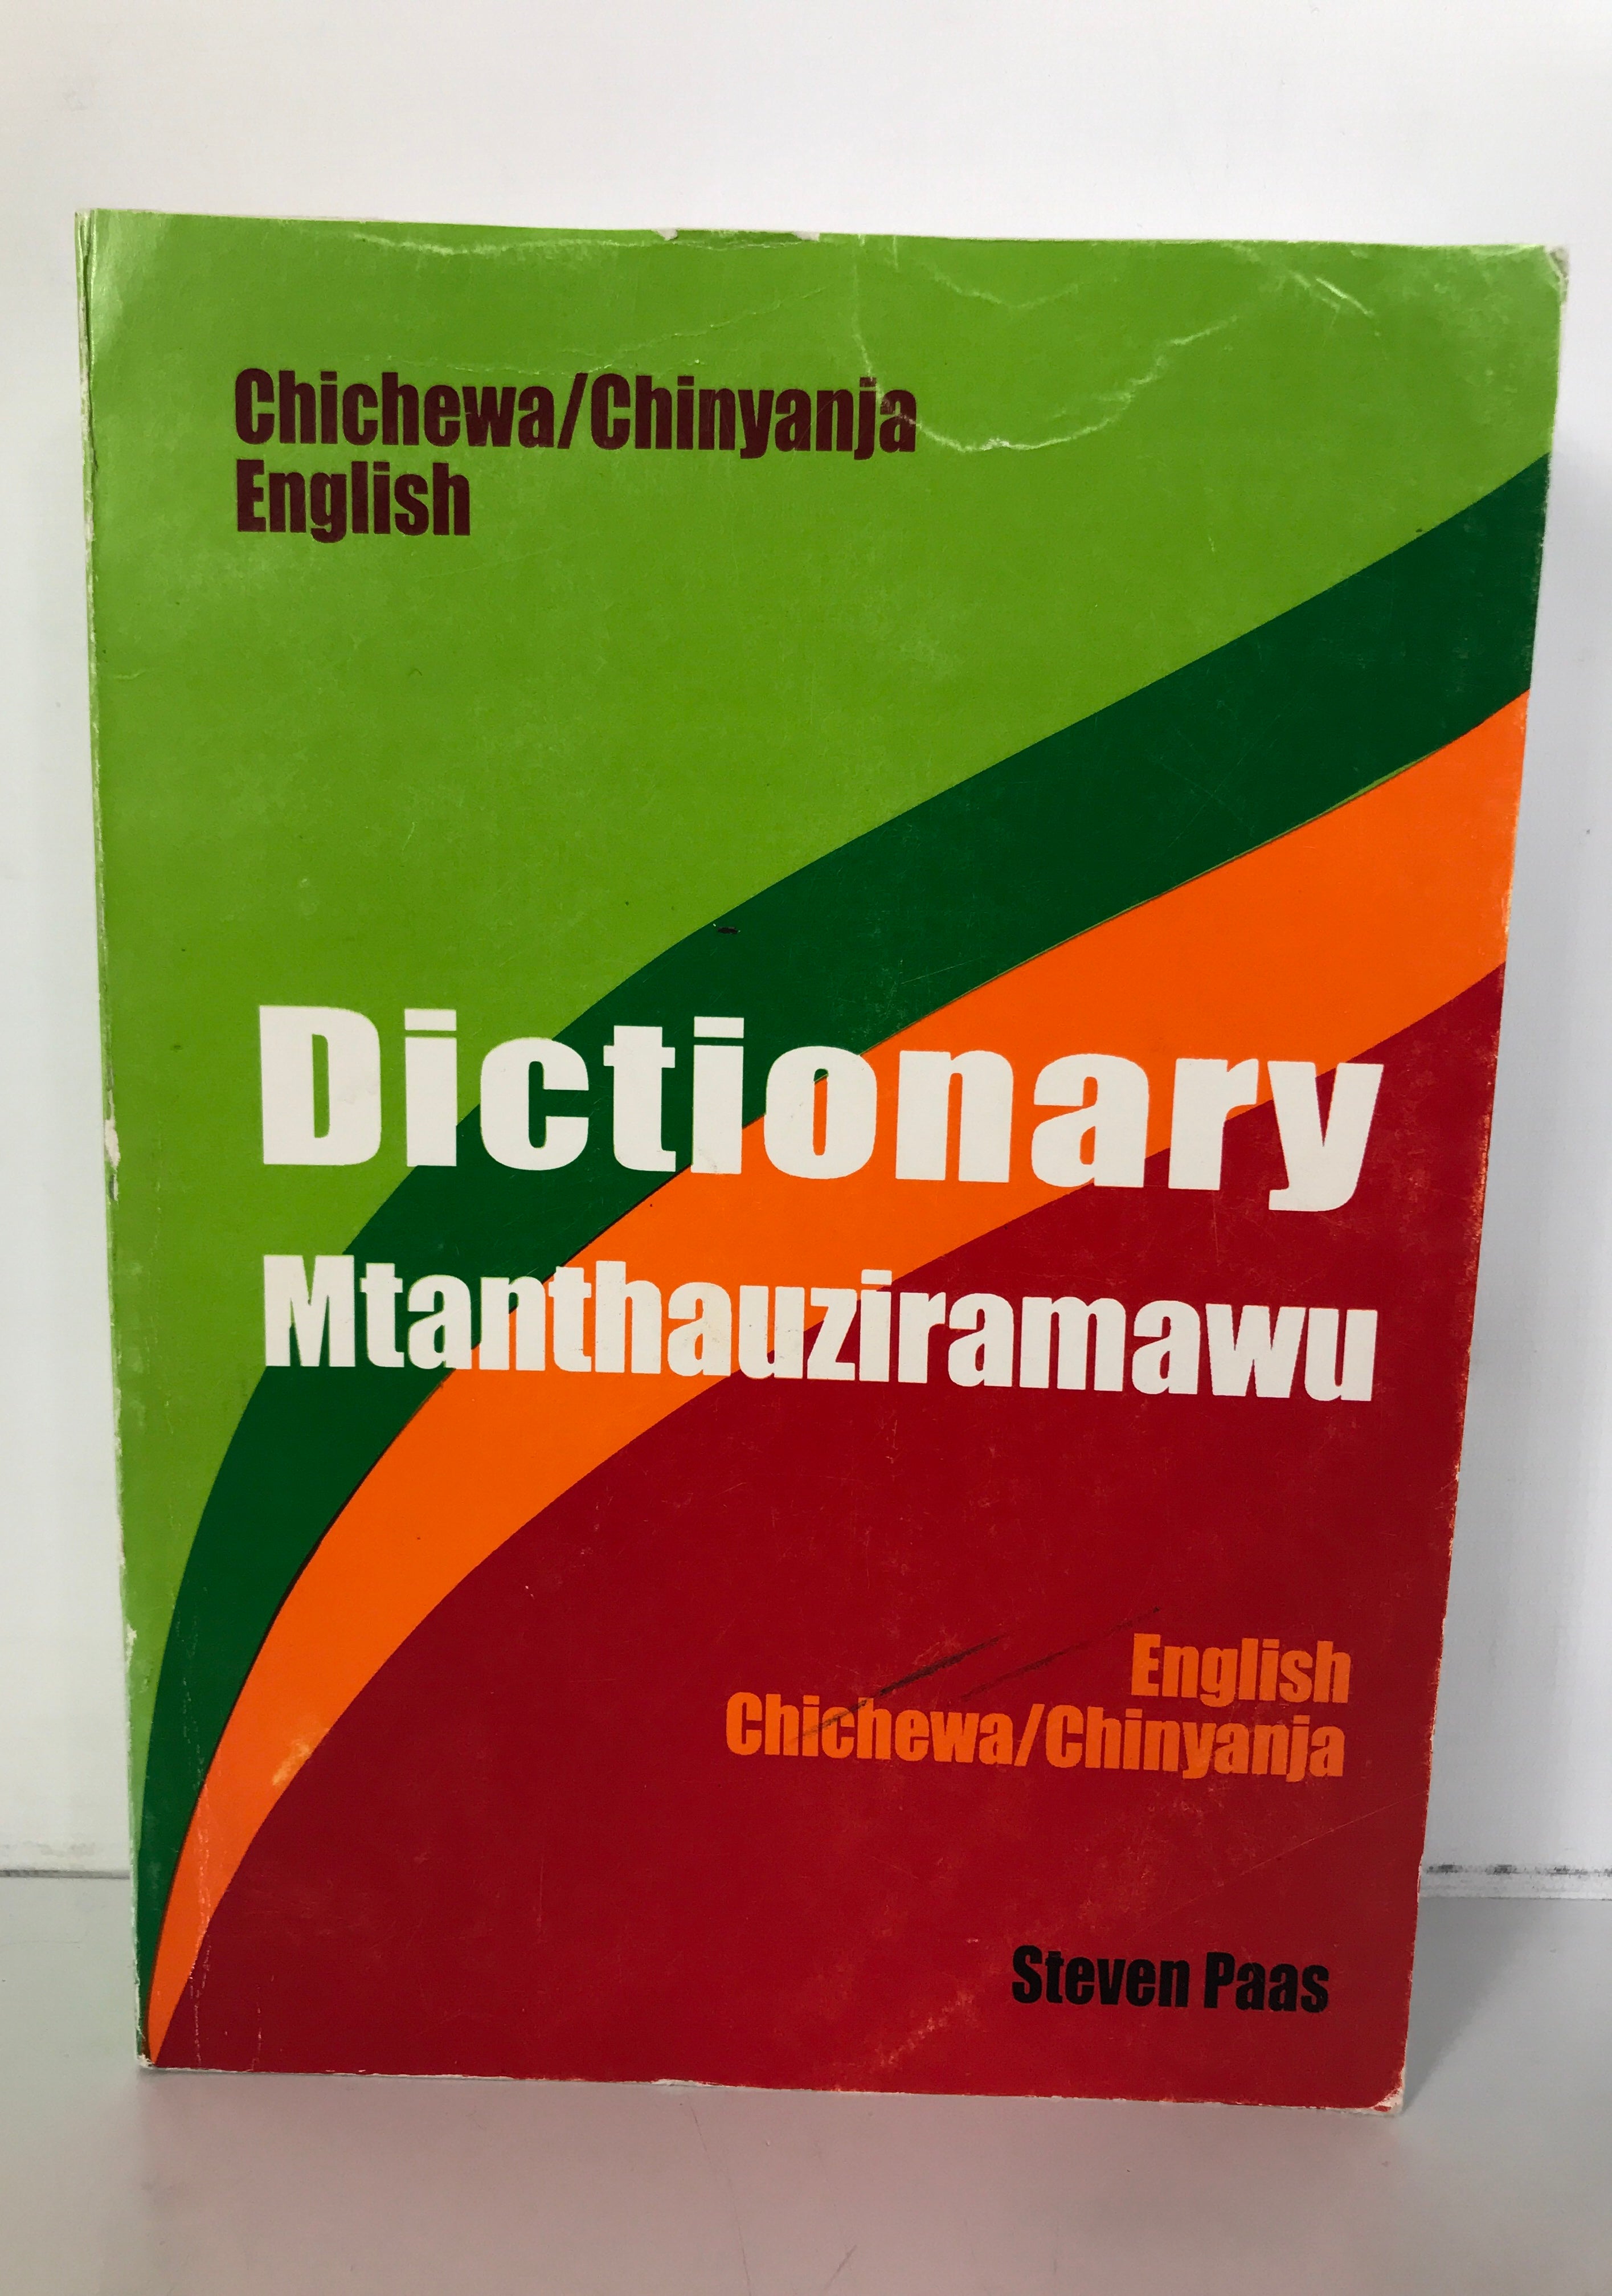 Chichewa/Chinyanja
English
Dictionary
Mtanthauziramawu
English
Chichewa/Chinyanja
Steven Paas